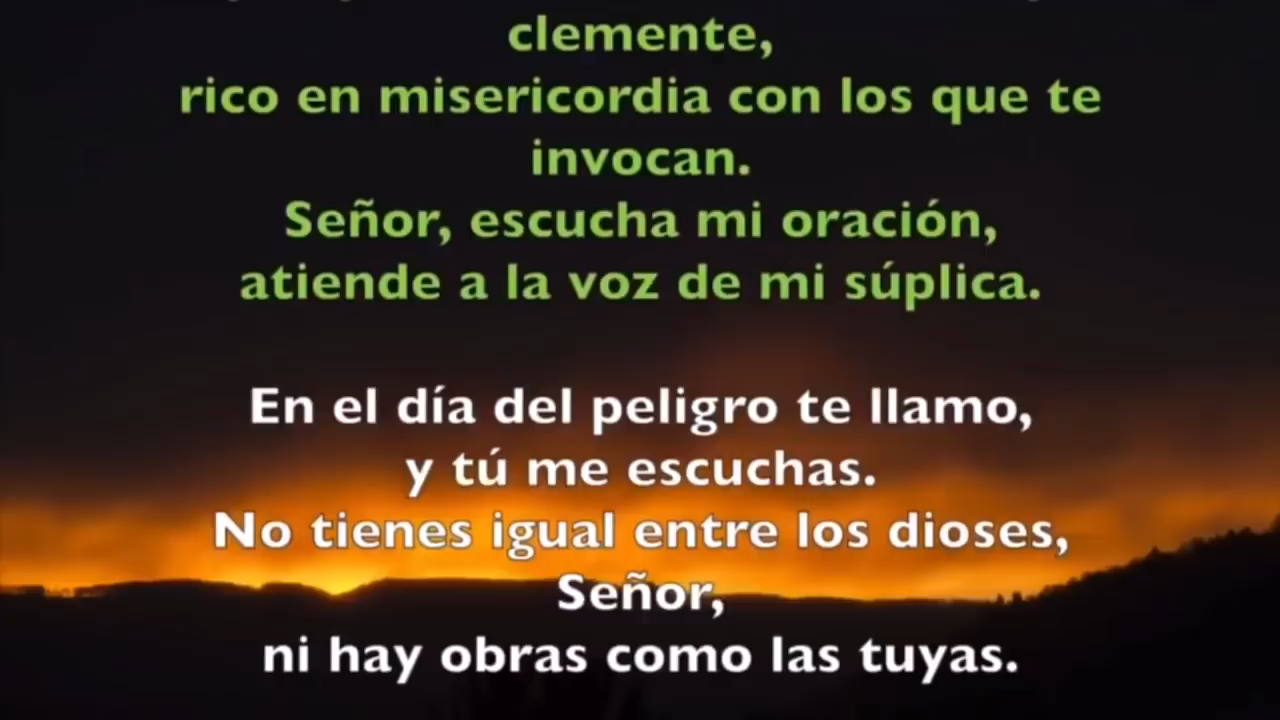 clemente,
rico en misericordia con los que te
invocan.
Señor, escucha mi oración,
atiende a la voz de mi súplica.
En el día del peligro te llamo,
y tú me escuchas.
No tienes igual entre los dioses,
Señor,
ni hay obras como las tuyas.